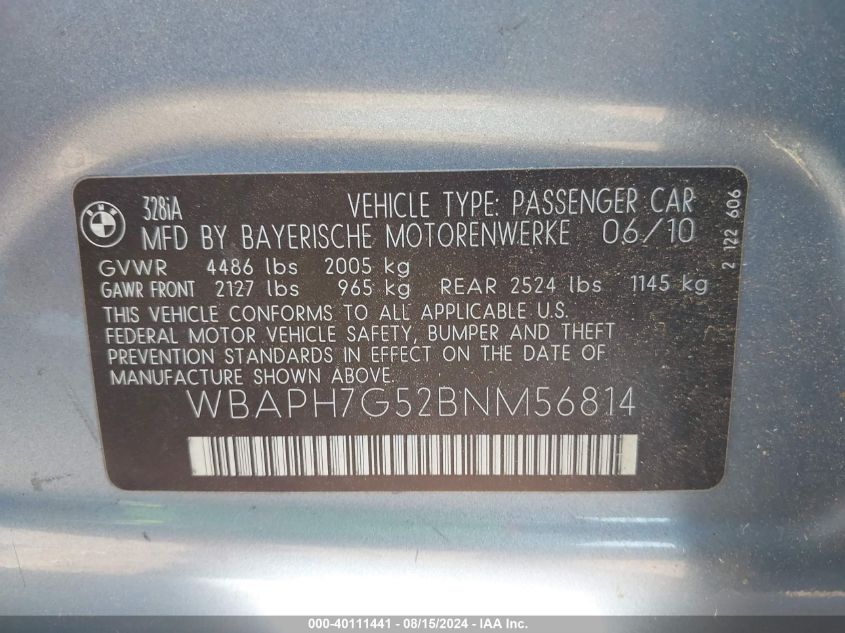 BMW
328iA VEHICLE TYPE: PASSENGER CAR
MFD BY BAYERISCHE MOTORENWERKE 06/10
GVWR 4486 lbs 2005 kg
GAWR FRONT 2127 lbs 965 kg REAR 2524 lbs 1145 kg
THIS VEHICLE CONFORMS TO ALL APPLICABLE U.S.
FEDERAL MOTOR VEHICLE SAFETY, BUMPER AND THEFT
PREVENTION STANDARDS IN EFFECT ON THE DATE OF
MANUFACTURE SHOWN ABOVE.
WBAPH7G52BNM56814
2 122 606
000-40111441 - 08/15/2024 - IAA Inc.